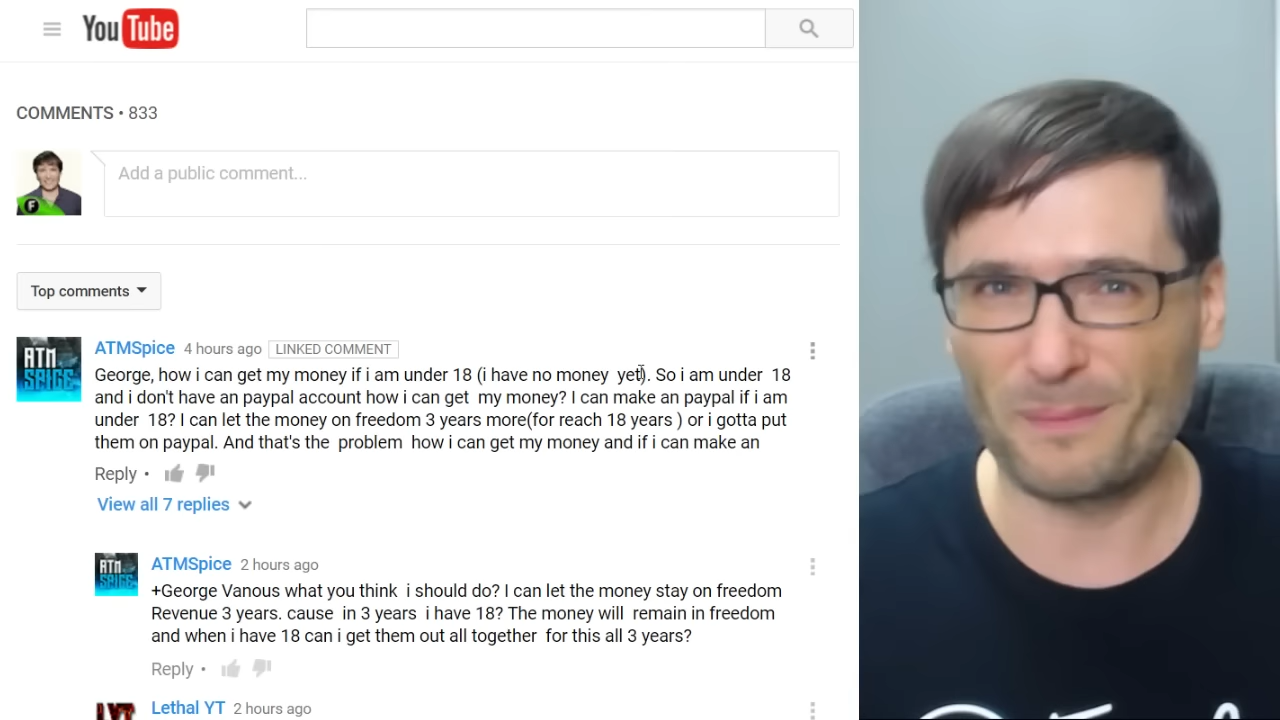 YouTube
COMMENTS • 833
Add a public comment...
Top comments
ATM
SPICE
ATMSpice 4 hours ago LINKED COMMENT
George, how i can get my money if i am under 18 (i have no money yet). So i am under 18
and i don't have an paypal account how i can get my money? I can make an paypal if i am
under 18? I can let the money on freedom 3 years more(for reach 18 years ) or i gotta put
them on paypal. And that's the problem how i can get my money and if i can make an
Reply •
View all 7 replies
ATM
SPICE
ATMSpice 2 hours ago
+George Vanous what you think i should do? I can let the money stay on freedom
Revenue 3 years. cause in 3 years i have 18? The money will remain in freedom
and when i have 18 can i get them out all together for this all 3 years?
Reply •
Lethal YT 2 hours ago